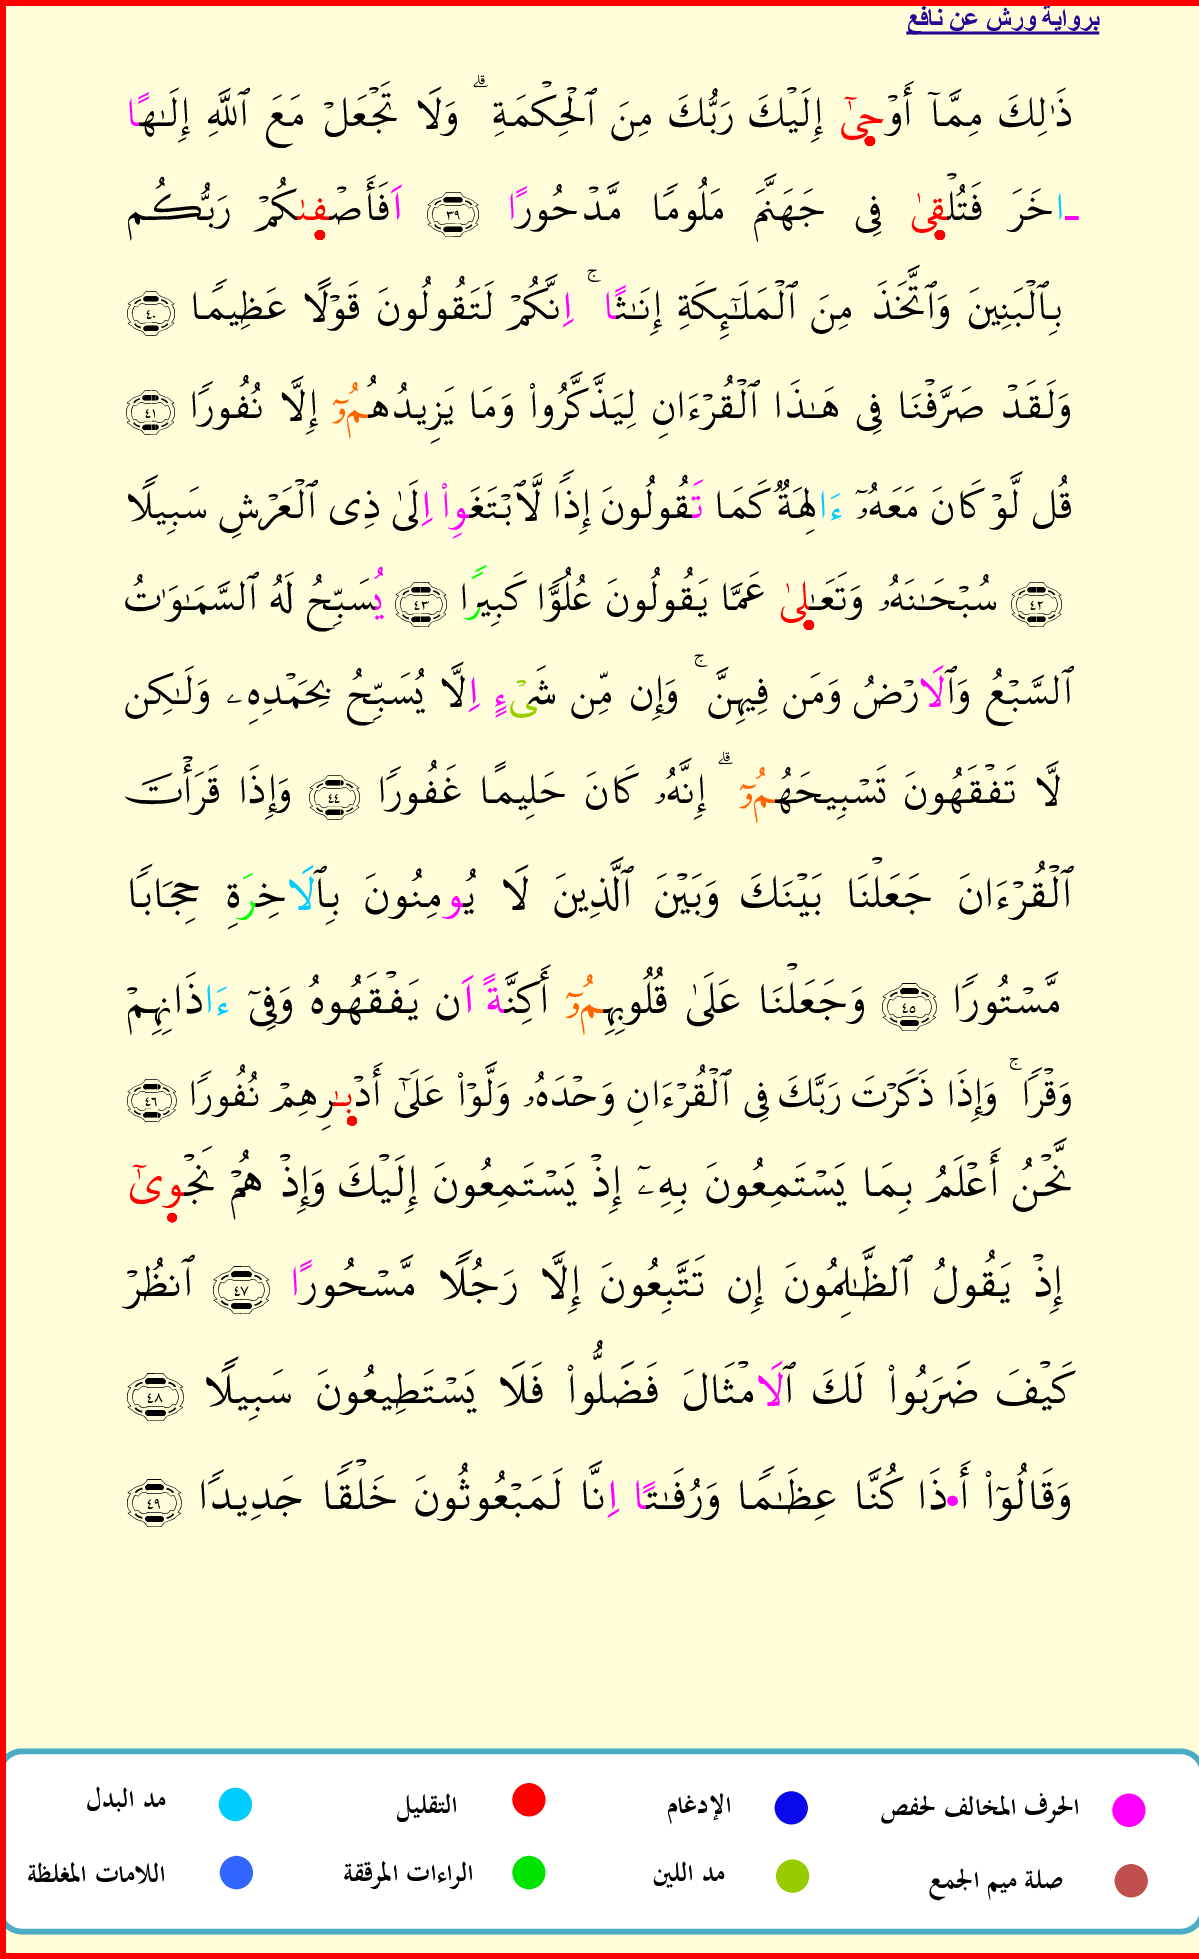 برواية ورش عن نافع
ذَٰلِكَ مِمَّآ أَوْحِىٰٓ إِلَيْكَ رَبُّكَ مِنَ ٱلْحِكْمَةِ ۗ وَلَا تَجْعَلْ مَعَ ٱللَّهِ إِلَـٰهًا
ـاخَرَ فَتُلْقِىٰ فِى جَهَنَّمَ مَلُومًا مَّدْحُورًا ٣٩ اَفَأَصْفِىٰكُمْ رَبُّكُم
بِٱلْبَنِينَ وَٱتَّخَذَ مِنَ ٱلْمَلَـٰٓئِكَةِ إِنَـٰثًا ۚ اِنَّكُمْ لَتَقُولُونَ قَوْلًا عَظِيمًا ٤٠
وَلَقَدْ صَرَّفْنَا فِى هَـٰذَا ٱلْقُرْءَانِ لِيَذَّكَّرُوا۟ وَمَا يَزِيدُهُمُوٓ إِلَّا نُفُورًا ٤١
قُل لَّوْ كَانَ مَعَهُۥٓ ءَالِهَةٌ كَمَا تَقُولُونَ إِذًا لَّٱبْتَغَوِا۟ اِلَىٰ ذِى ٱلْعَرْشِ سَبِيلًا
٤٢ سُبْحَـٰنَهُۥ وَتَعَـٰلِىٰ عَمَّا يَقُولُونَ عُلُوًّا كَبِيرًا ٤٣ يُسَبِّحُ لَهُ ٱلسَّمَـٰوَٰتُ
ٱلسَّبْعُ وَٱلَارْضُ وَمَن فِيهِنَّ ۚ وَإِن مِّن شَىْءٍ اِلَّا يُسَبِّحُ بِحَمْدِهِۦ وَلَـٰكِن
لَّا تَفْقَهُونَ تَسْبِيحَهُمُوٓ ۗ إِنَّهُۥ كَانَ حَلِيمًا غَفُورًا ٤٤ وَإِذَا قَرَأْتَ
ٱلْقُرْءَانَ جَعَلْنَا بَيْنَكَ وَبَيْنَ ٱلَّذِينَ لَا يُومِنُونَ بِٱلَاخِرَةِ حِجَابًا
مَّسْتُورًا ٤٥ وَجَعَلْنَا عَلَىٰ قُلُوبِهِمُوٓ أَكِنَّةً اَن يَفْقَهُوهُ وَفِىٓ ءَاذَانِهِمْ
وَقْرًا ۚ وَإِذَا ذَكَرْتَ رَبَّكَ فِى ٱلْقُرْءَانِ وَحْدَهُۥ وَلَّوْا۟ عَلَىٰٓ أَدْبِـٰرِهِمْ نُفُورًا ٤٦
نَّحْنُ أَعْلَمُ بِمَا يَسْتَمِعُونَ بِهِۦٓ إِذْ يَسْتَمِعُونَ إِلَيْكَ وَإِذْ هُمْ نَجْوِىٰٓ
إِذْ يَقُولُ ٱلظَّـٰلِمُونَ إِن تَتَّبِعُونَ إِلَّا رَجُلًا مَّسْحُورًا ٤٧ ٱنظُرْ
كَيْفَ ضَرَبُوا۟ لَكَ ٱلَامْثَالَ فَضَلُّوا۟ فَلَا يَسْتَطِيعُونَ سَبِيلًا ٤٨
وَقَالُوٓا۟ أَ•ذَا كُنَّا عِظَـٰمًا وَرُفَـٰتًا اِنَّا لَمَبْعُوثُونَ خَلْقًا جَدِيدًا ٤٩
الحرف المخالف لحفص الإدغام التقليل مد البدل
صلة ميم الجمع مد اللين الراءات المرققة اللامات المغلظة